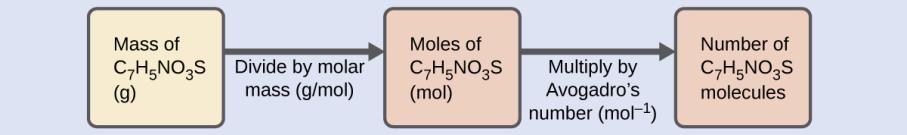 Mass of
C₇H₅NO₃S
(g)
Divide by molar
mass (g/mol)
Moles of
C₇H₅NO₃S
(mol)
Multiply by
Avogadro’s
number (mol⁻¹)
Number of
C₇H₅NO₃S
molecules